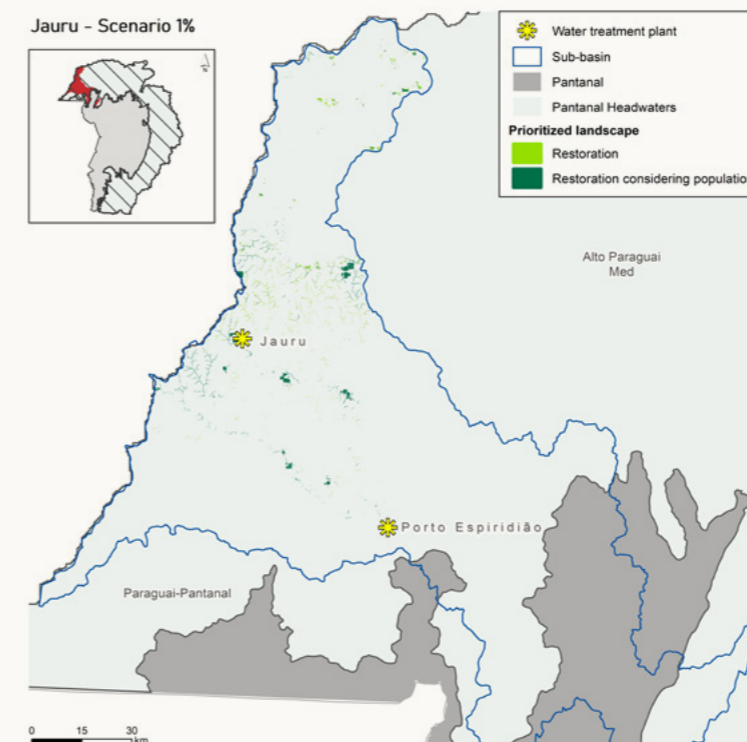 Jauru - Scenario 1%
Water treatment plant
Sub-basin
Pantanal
Pantanal Headwaters
Prioritized landscape
Restoration
Restoration considering populatio
Alto Paraguai
Med
Jauru
Porto Espiridião
Paraguai-Pantanal
0 15 30
km